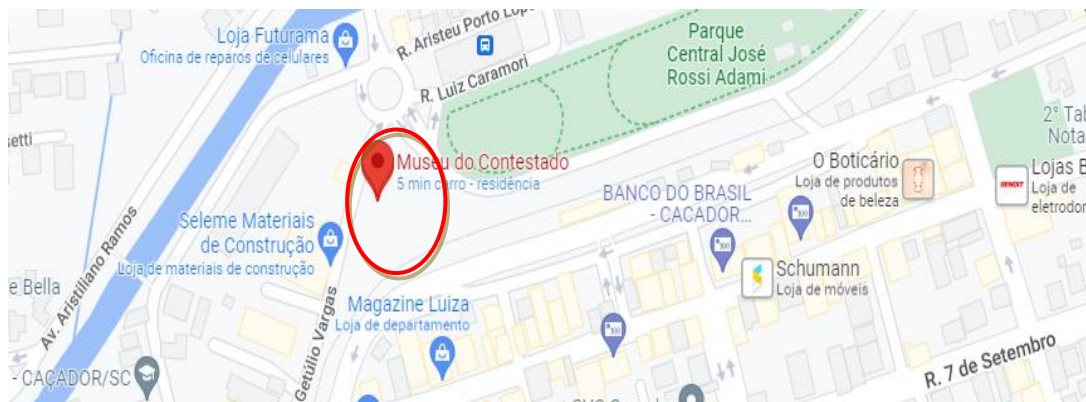 Loja Futurama
Oficina de reparos de celulares
R. Aristeu Porto Lop
R. Luiz Caramori
Parque
Central José
Rossi Adami
setti
2° Tal
Nota
Museu do Contestado
5 min carro - residência
O Boticário
Loja de produtos
de beleza
BENOIT
Lojas B
Loja de
eletrodor
BANCO DO BRASIL
- CAÇADOR...
Seleme Materiais
de Construção
Loja de materiais de construção
Av. Aristiliano Ramos
e Bella
Getúlio Vargas
Schumann
Loja de móveis
Magazine Luiza
Loja de departamento
R. 7 de Setembro
- CAÇADOR/SC